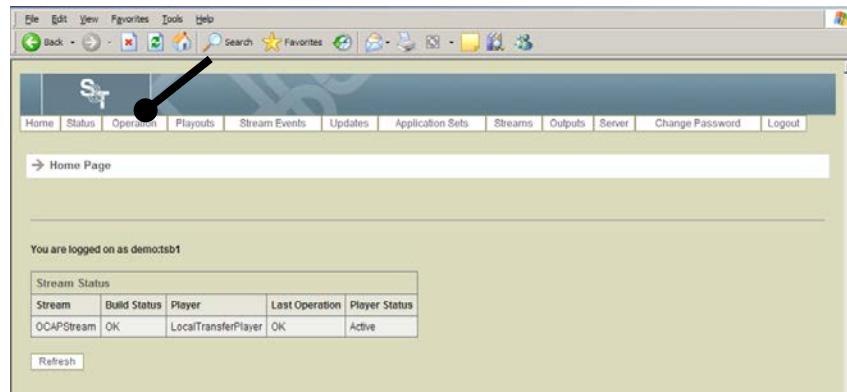 File Edit View Favorites Tools Help
Back Search Favorites
S&T
Home Status Operation Playouts Stream Events Updates Application Sets Streams Outputs Server Change Password Logout
→ Home Page
You are logged on as demo:tsb1
Stream Status
Stream Build Status Player Last Operation Player Status
OCAPStream OK LocalTransferPlayer OK Active
Refresh